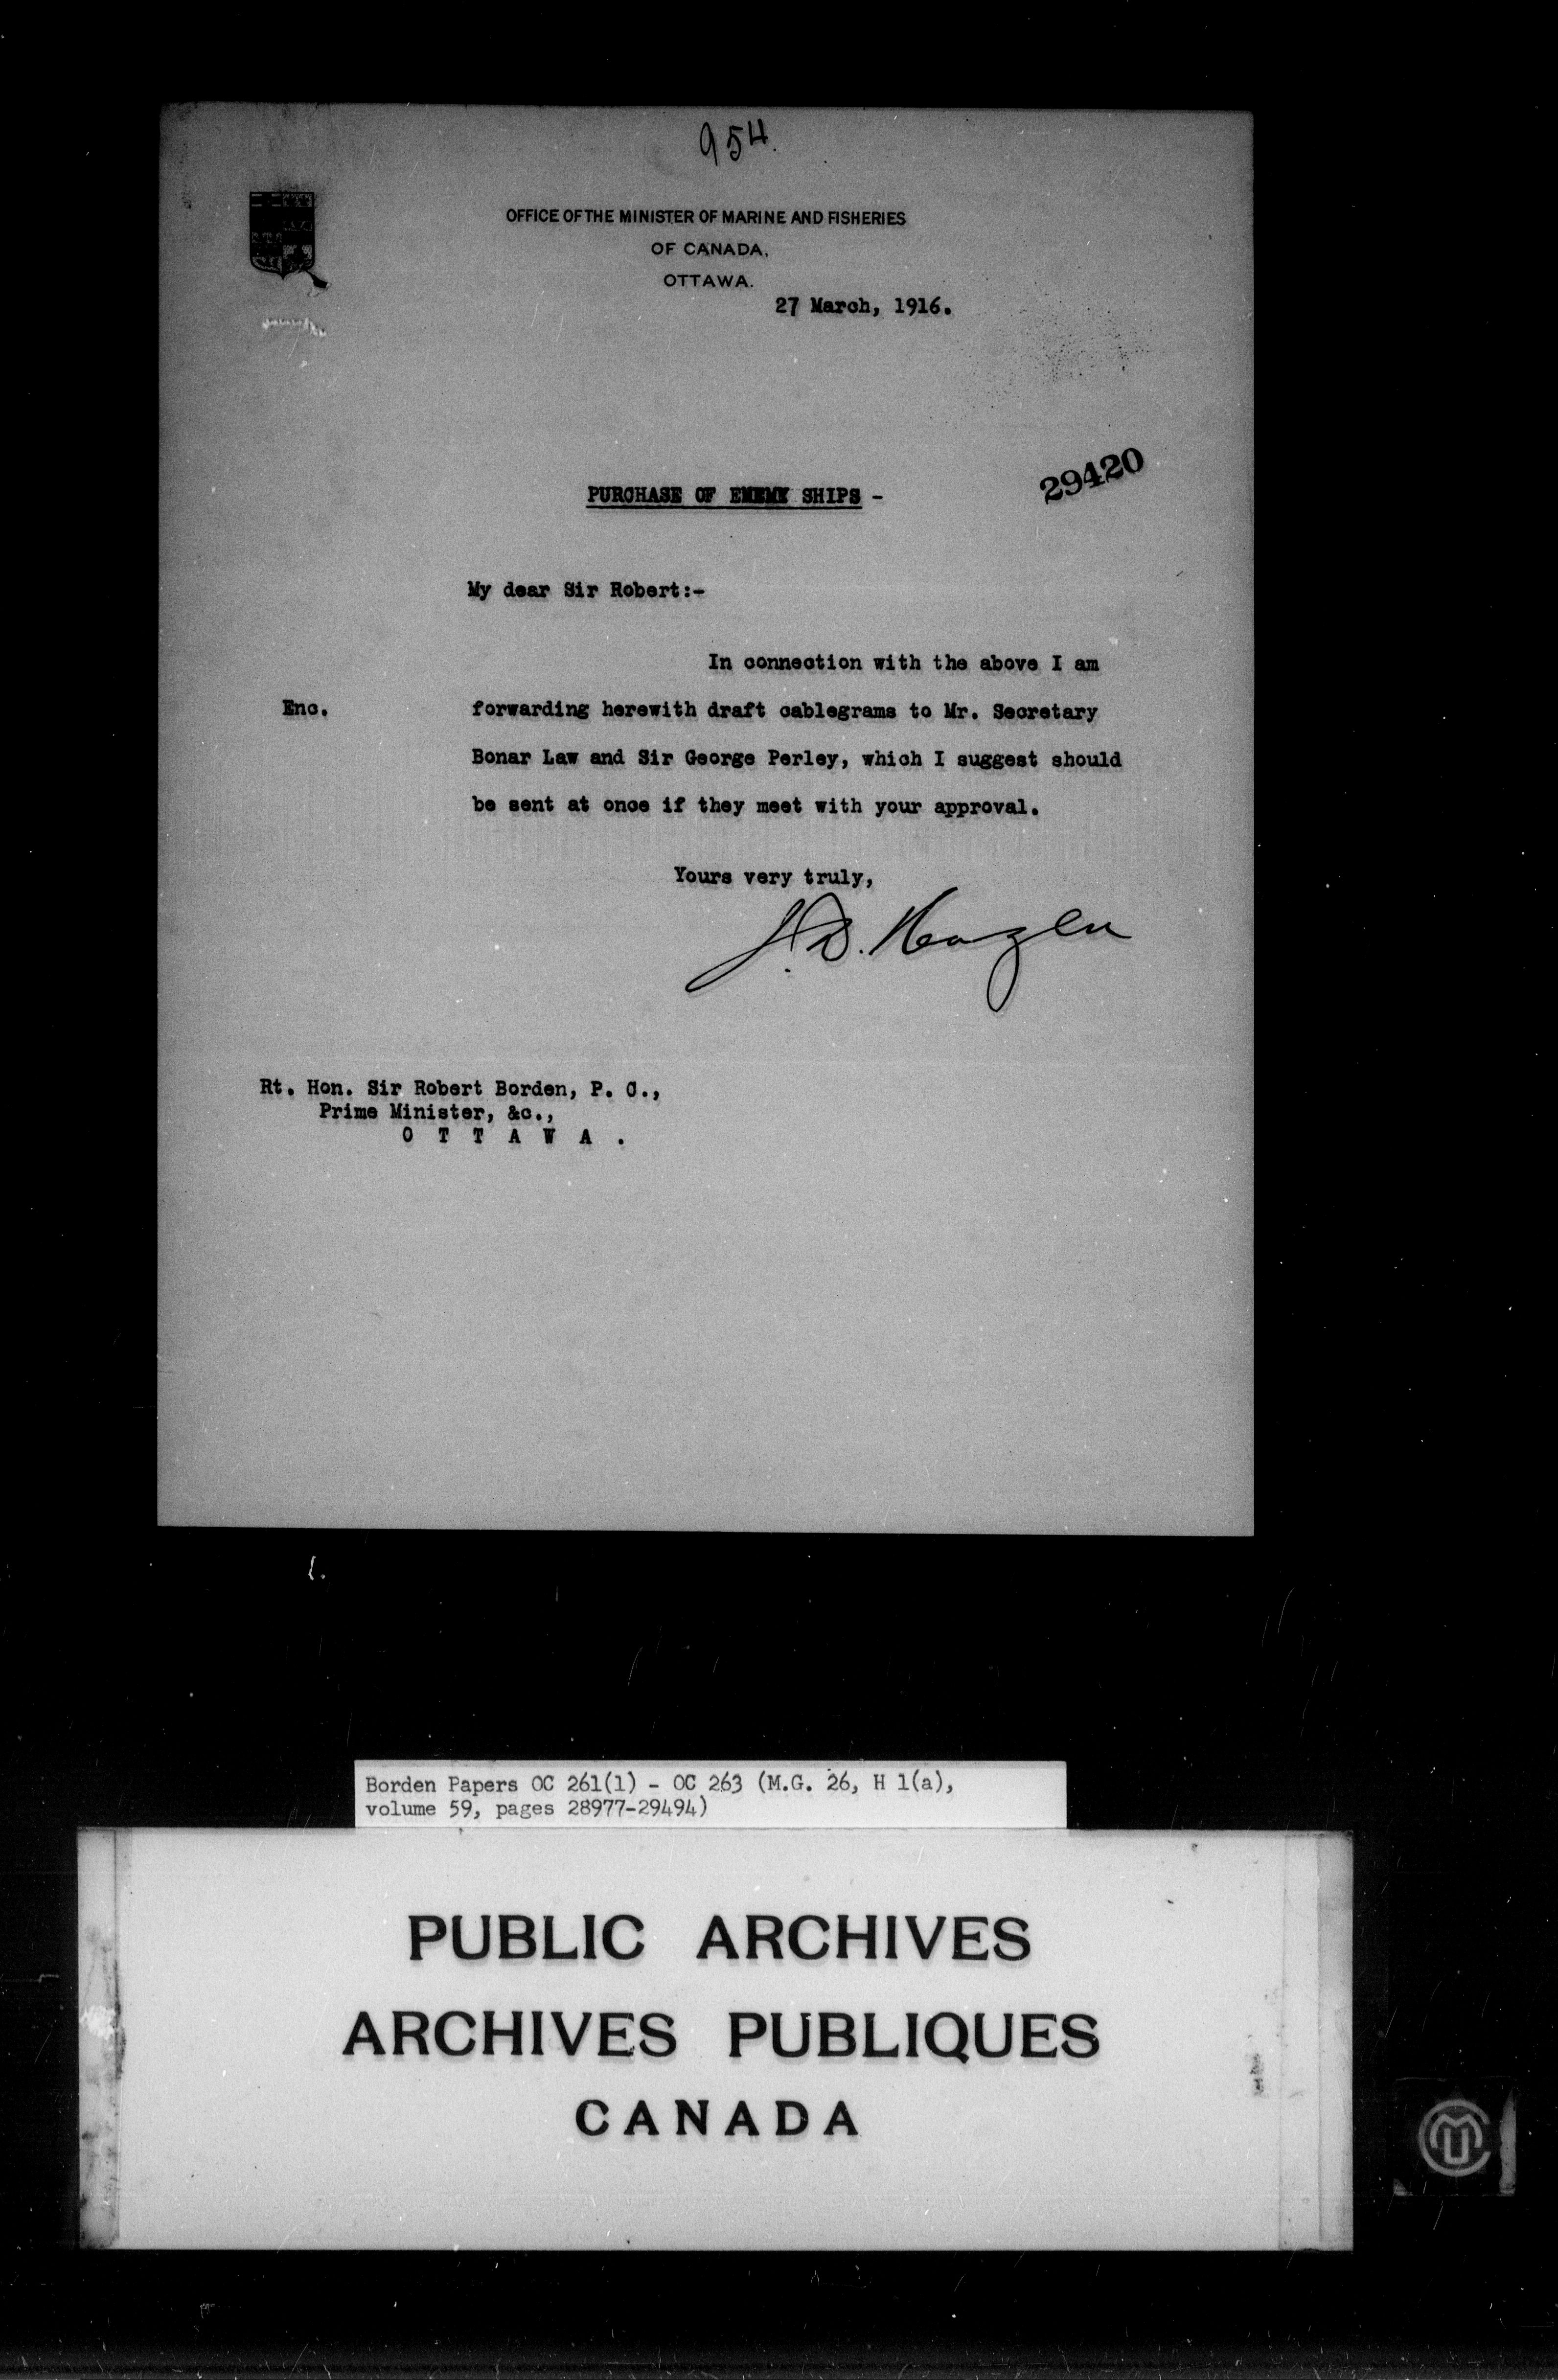 954.
OFFICE OF THE MINISTER OF MARINE AND FISHERIES
OF CANADA,
OTTAWA.
27 March, 1916.
29420
PURCHASE OF ENEMY SHIPS -
My dear Sir Robert:-
In connection with the above I am
Enc. forwarding herewith draft cablegrams to Mr. Secretary
Bonar Law and Sir George Perley, which I suggest should
be sent at once if they meet with your approval.
Yours very truly,
J.D. Hazen
Rt. Hon. Sir Robert Borden, P. C.,
Prime Minister, &c.,
O T T A W A .
Borden Papers OC 261(1) - OC 263 (M.G. 26, H 1(a),
volume 59, pages 28977-29494)
PUBLIC ARCHIVES
ARCHIVES PUBLIQUES
CANADA